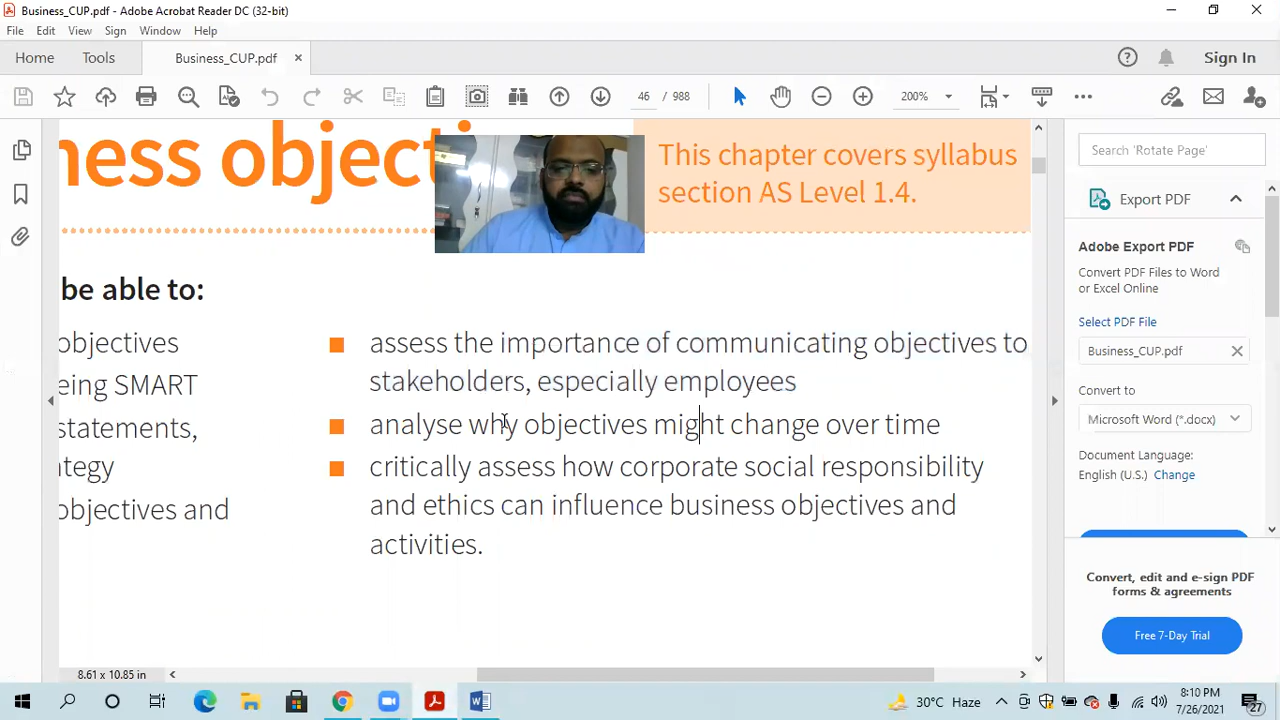 Business_CUP.pdf - Adobe Acrobat Reader DC (32-bit)
File Edit View Sign Window Help
Home Tools Business_CUP.pdf × Sign In
46 / 988 200%
ness objecti
This chapter covers syllabus
section AS Level 1.4.
be able to:
objectives
eing SMART
statements,
ategy
objectives and
assess the importance of communicating objectives to
stakeholders, especially employees
analyse why objectives might change over time
critically assess how corporate social responsibility
and ethics can influence business objectives and
activities.
8.61 x 10.85 in
Search 'Rotate Page'
Export PDF
Adobe Export PDF
Convert PDF Files to Word
or Excel Online
Select PDF File
Business_CUP.pdf
Convert to
Microsoft Word (*.docx)
Document Language:
English (U.S.) Change
Convert, edit and e-sign PDF
forms & agreements
Free 7-Day Trial
30°C Haze
8:10 PM
7/26/2021
27